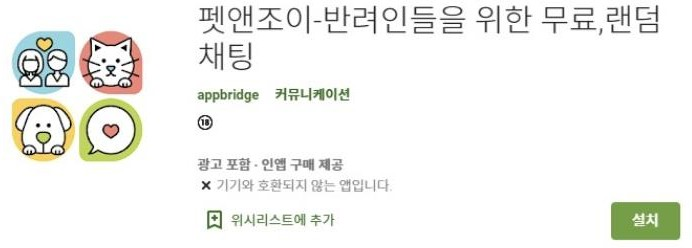 펫앤조이-반려인들을 위한 무료,랜덤
채팅
appbridge 커뮤니케이션
⑱
광고 포함 · 인앱 구매 제공
✕ 기기와 호환되지 않는 앱입니다.
위시리스트에 추가
설치